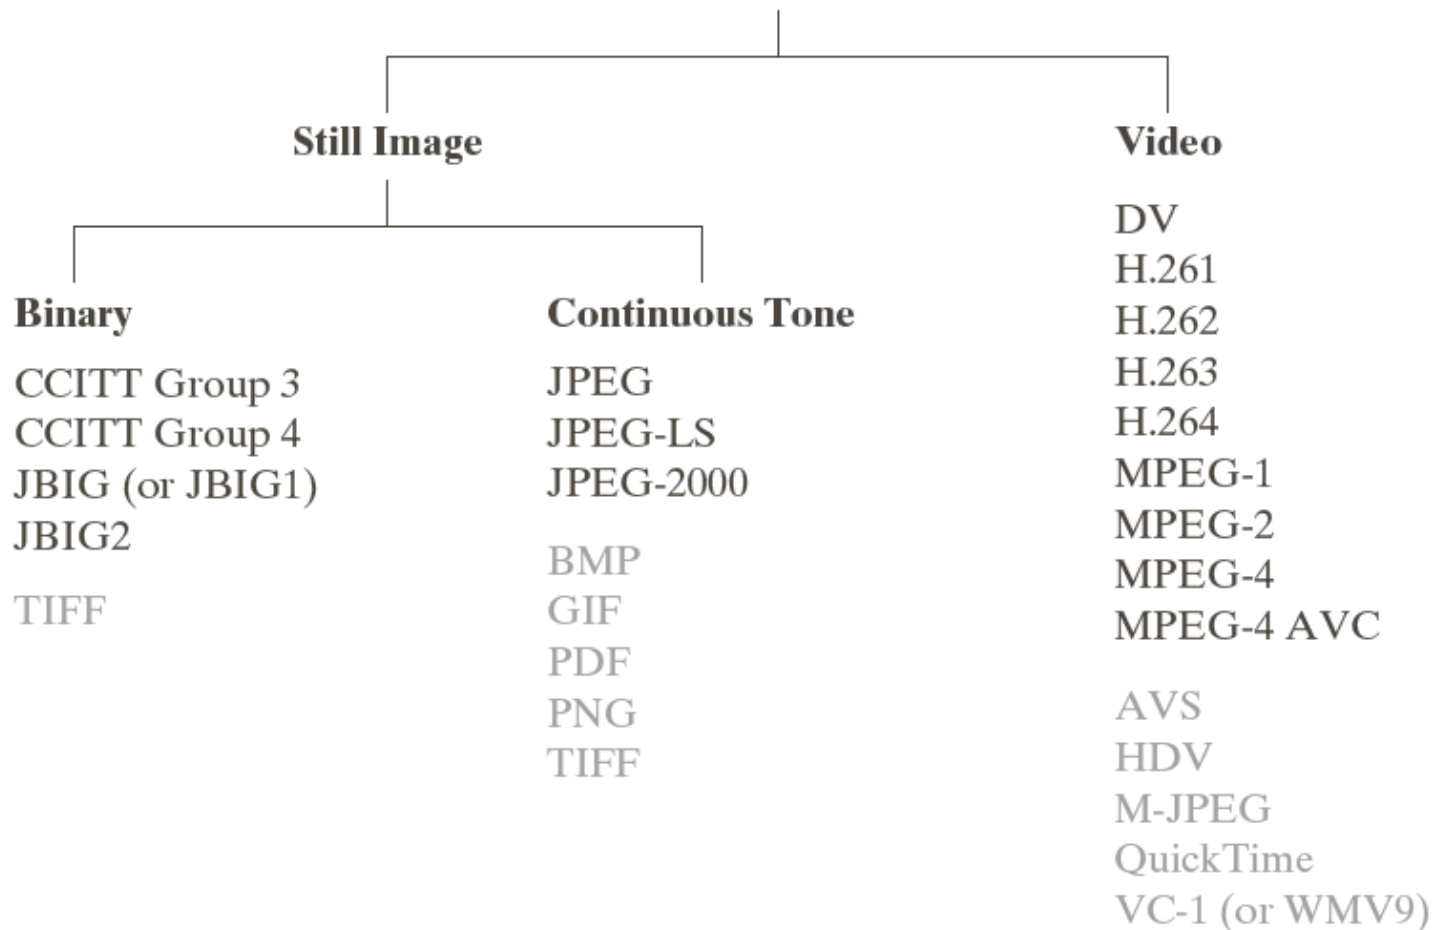 Still Image
Video
Binary
CCITT Group 3
CCITT Group 4
JBIG (or JBIG1)
JBIG2
TIFF
Continuous Tone
JPEG
JPEG-LS
JPEG-2000
BMP
GIF
PDF
PNG
TIFF
DV
H.261
H.262
H.263
H.264
MPEG-1
MPEG-2
MPEG-4
MPEG-4 AVC
AVS
HDV
M-JPEG
QuickTime
VC-1 (or WMV9)